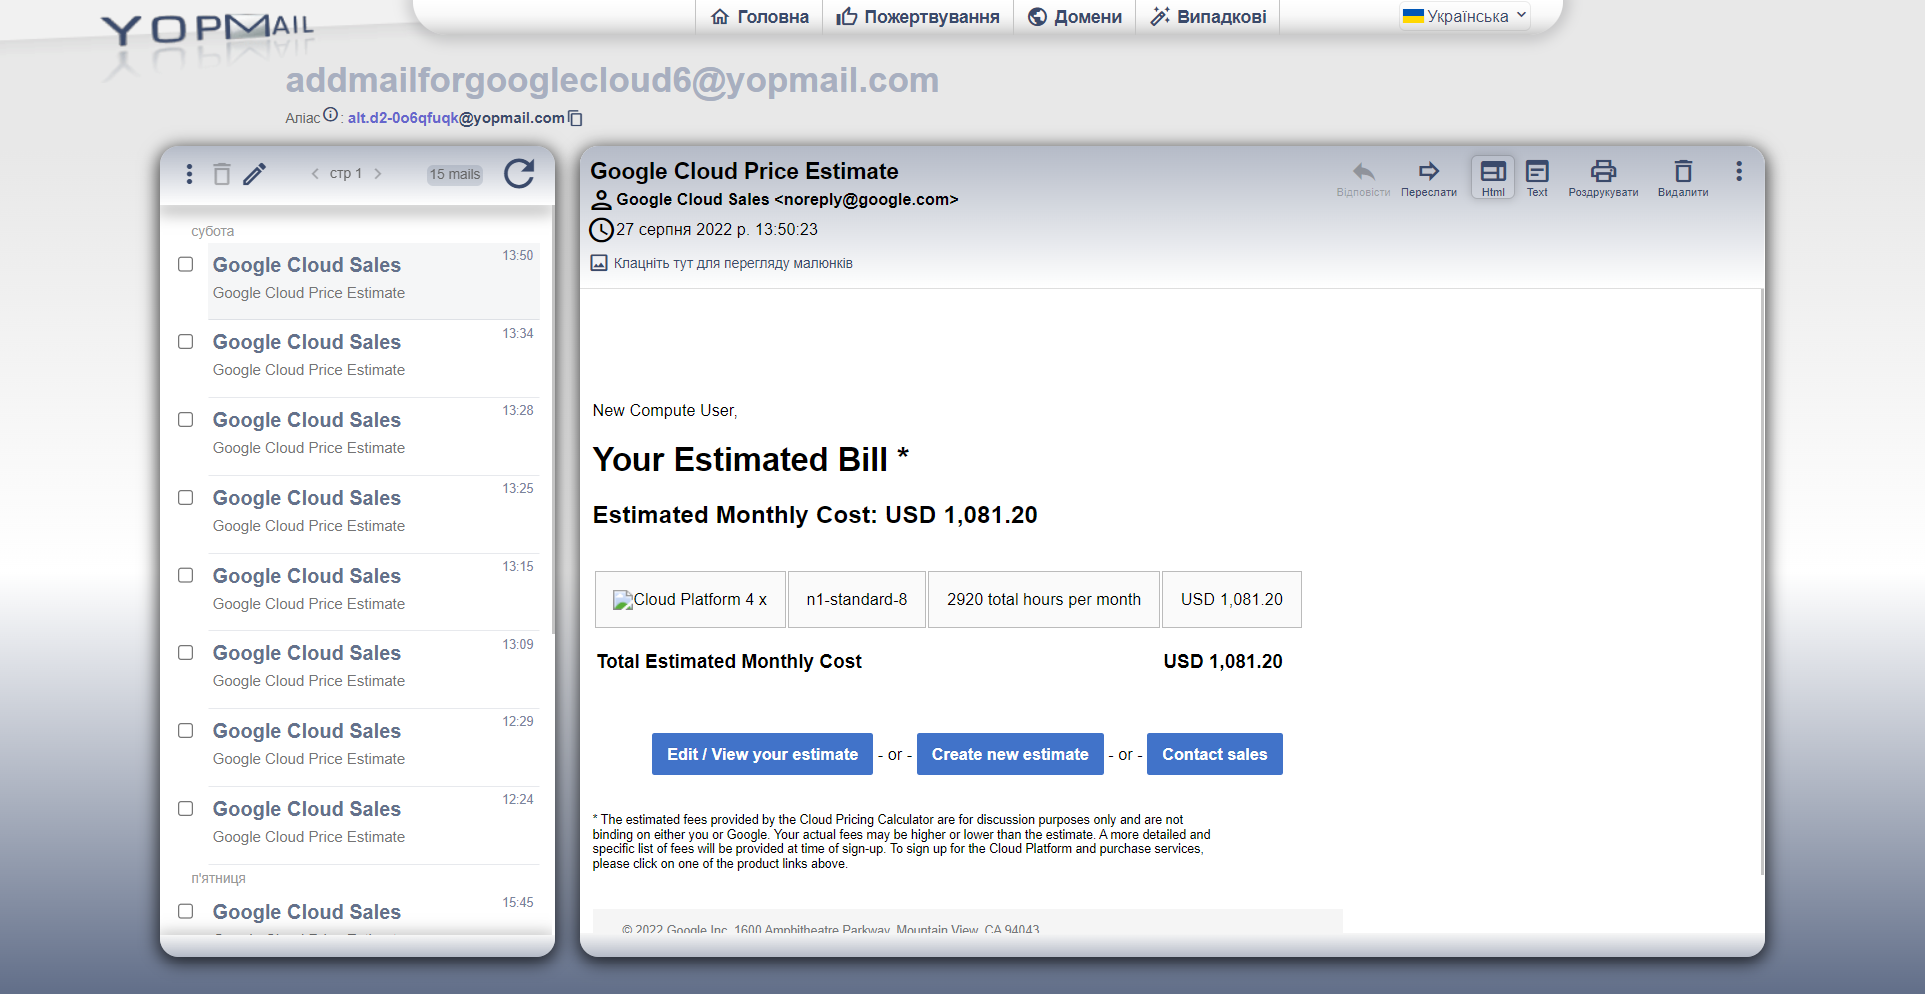 YOPMAIL
Головна
Пожертвування
Домени
Випадкові
Українська
addmailforgooglecloud6@yopmail.com
Аліас : alt.d2-0o6qfuqk@yopmail.com
стр 1
15 mails
субота
Google Cloud Sales 13:50
Google Cloud Price Estimate
Google Cloud Sales 13:34
Google Cloud Price Estimate
Google Cloud Sales 13:28
Google Cloud Price Estimate
Google Cloud Sales 13:25
Google Cloud Price Estimate
Google Cloud Sales 13:15
Google Cloud Price Estimate
Google Cloud Sales 13:09
Google Cloud Price Estimate
Google Cloud Sales 12:29
Google Cloud Price Estimate
Google Cloud Sales 12:24
Google Cloud Price Estimate
п'ятниця
Google Cloud Sales 15:45
Google Cloud Price Estimate
Відповісти
Переслати
Html
Text
Роздрукувати
Видалити
Google Cloud Sales <noreply@google.com>
27 серпня 2022 р. 13:50:23
Клацніть тут для перегляду малюнків
New Compute User,
Your Estimated Bill *
Estimated Monthly Cost: USD 1,081.20
Cloud Platform 4 x n1-standard-8 2920 total hours per month USD 1,081.20
Total Estimated Monthly Cost USD 1,081.20
Edit / View your estimate - or - Create new estimate - or - Contact sales
* The estimated fees provided by the Cloud Pricing Calculator are for discussion purposes only and are not
binding on either you or Google. Your actual fees may be higher or lower than the estimate. A more detailed and
specific list of fees will be provided at time of sign-up. To sign up for the Cloud Platform and purchase services,
please click on one of the product links above.
© 2022 Google Inc. 1600 Amphitheatre Parkway, Mountain View, CA 94043